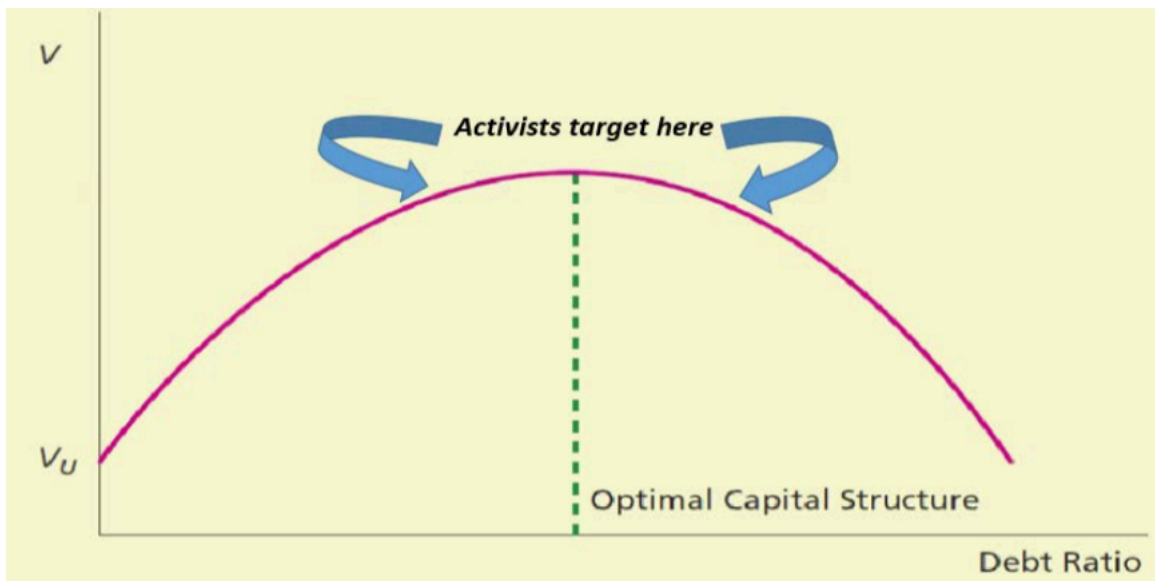 V
Activists target here
V_U
Optimal Capital Structure
Debt Ratio